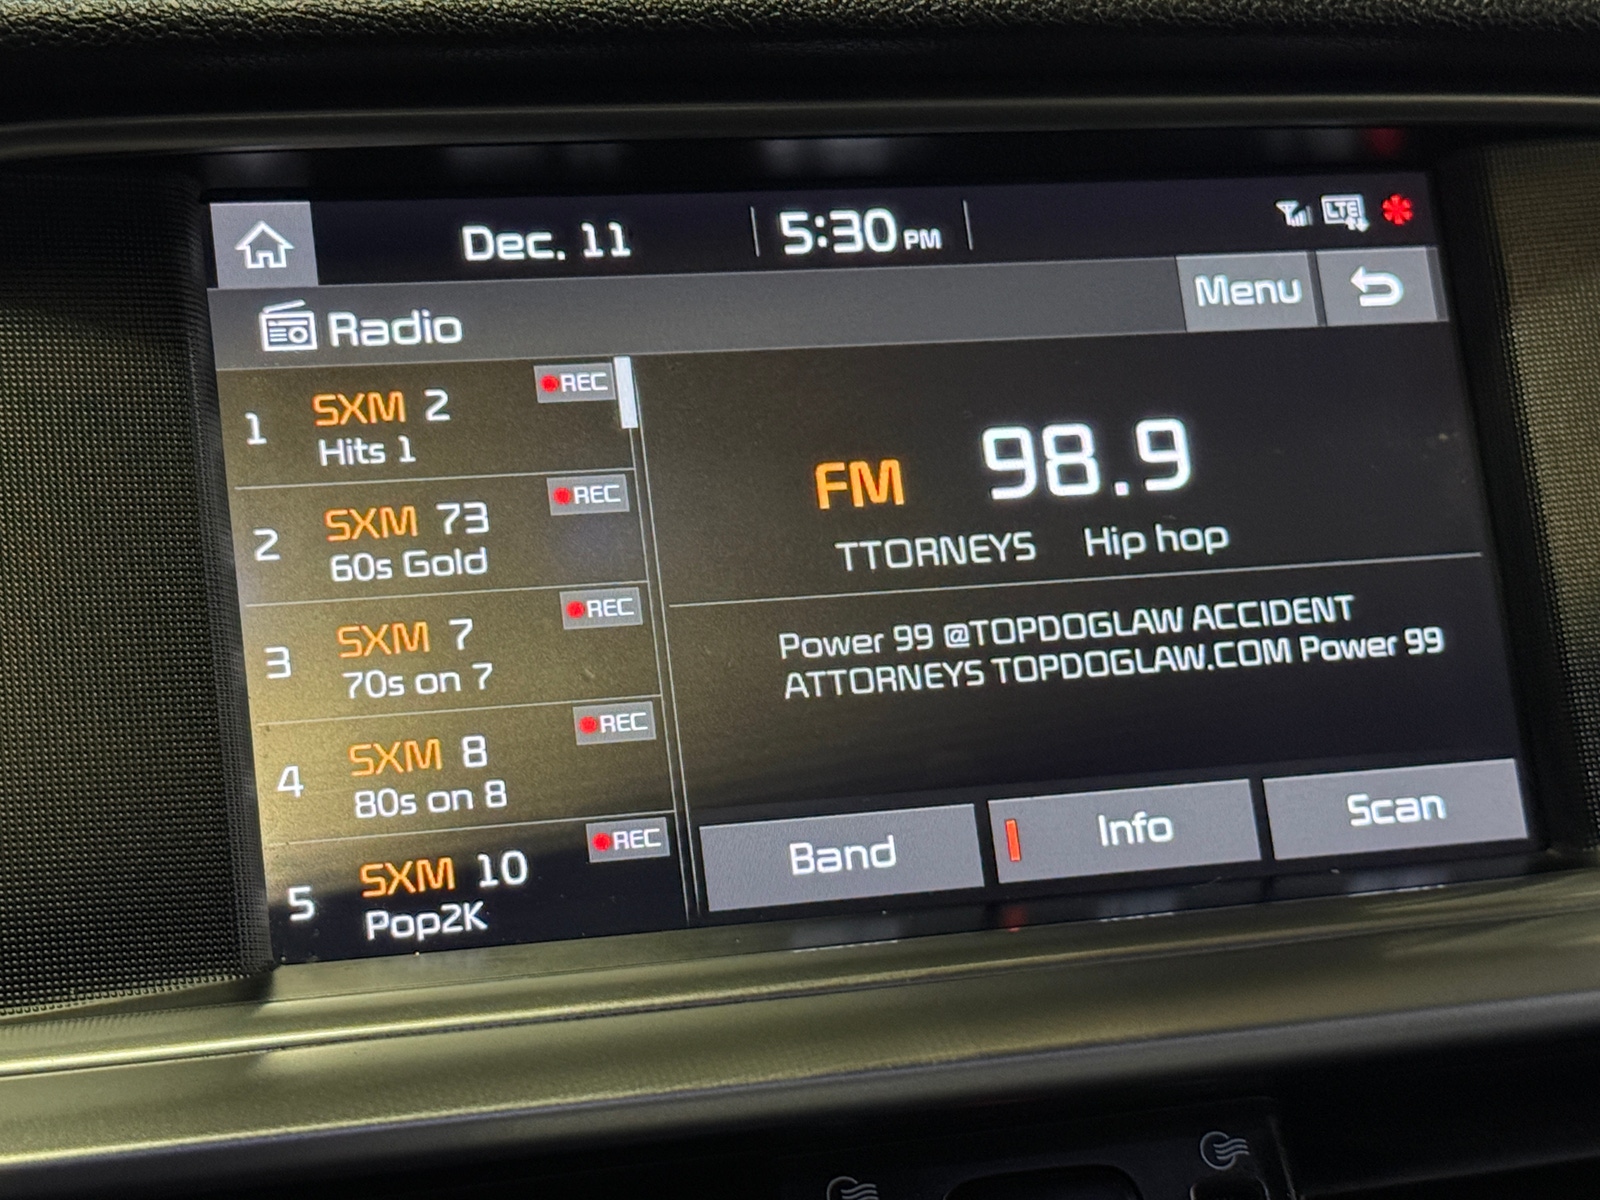 Dec. 11
5:30 PM
LTE
Radio
Menu
1
SXM 2
Hits 1
REC
2
SXM 73
60s Gold
REC
3
SXM 7
70s on 7
REC
4
SXM 8
80s on 8
REC
5
SXM 10
Pop2K
REC
FM 98.9
TTORNEYS Hip hop
Power 99 @TOPDOGLAW ACCIDENT
ATTORNEYS TOPDOGLAW.COM Power 99
Band
Info
Scan